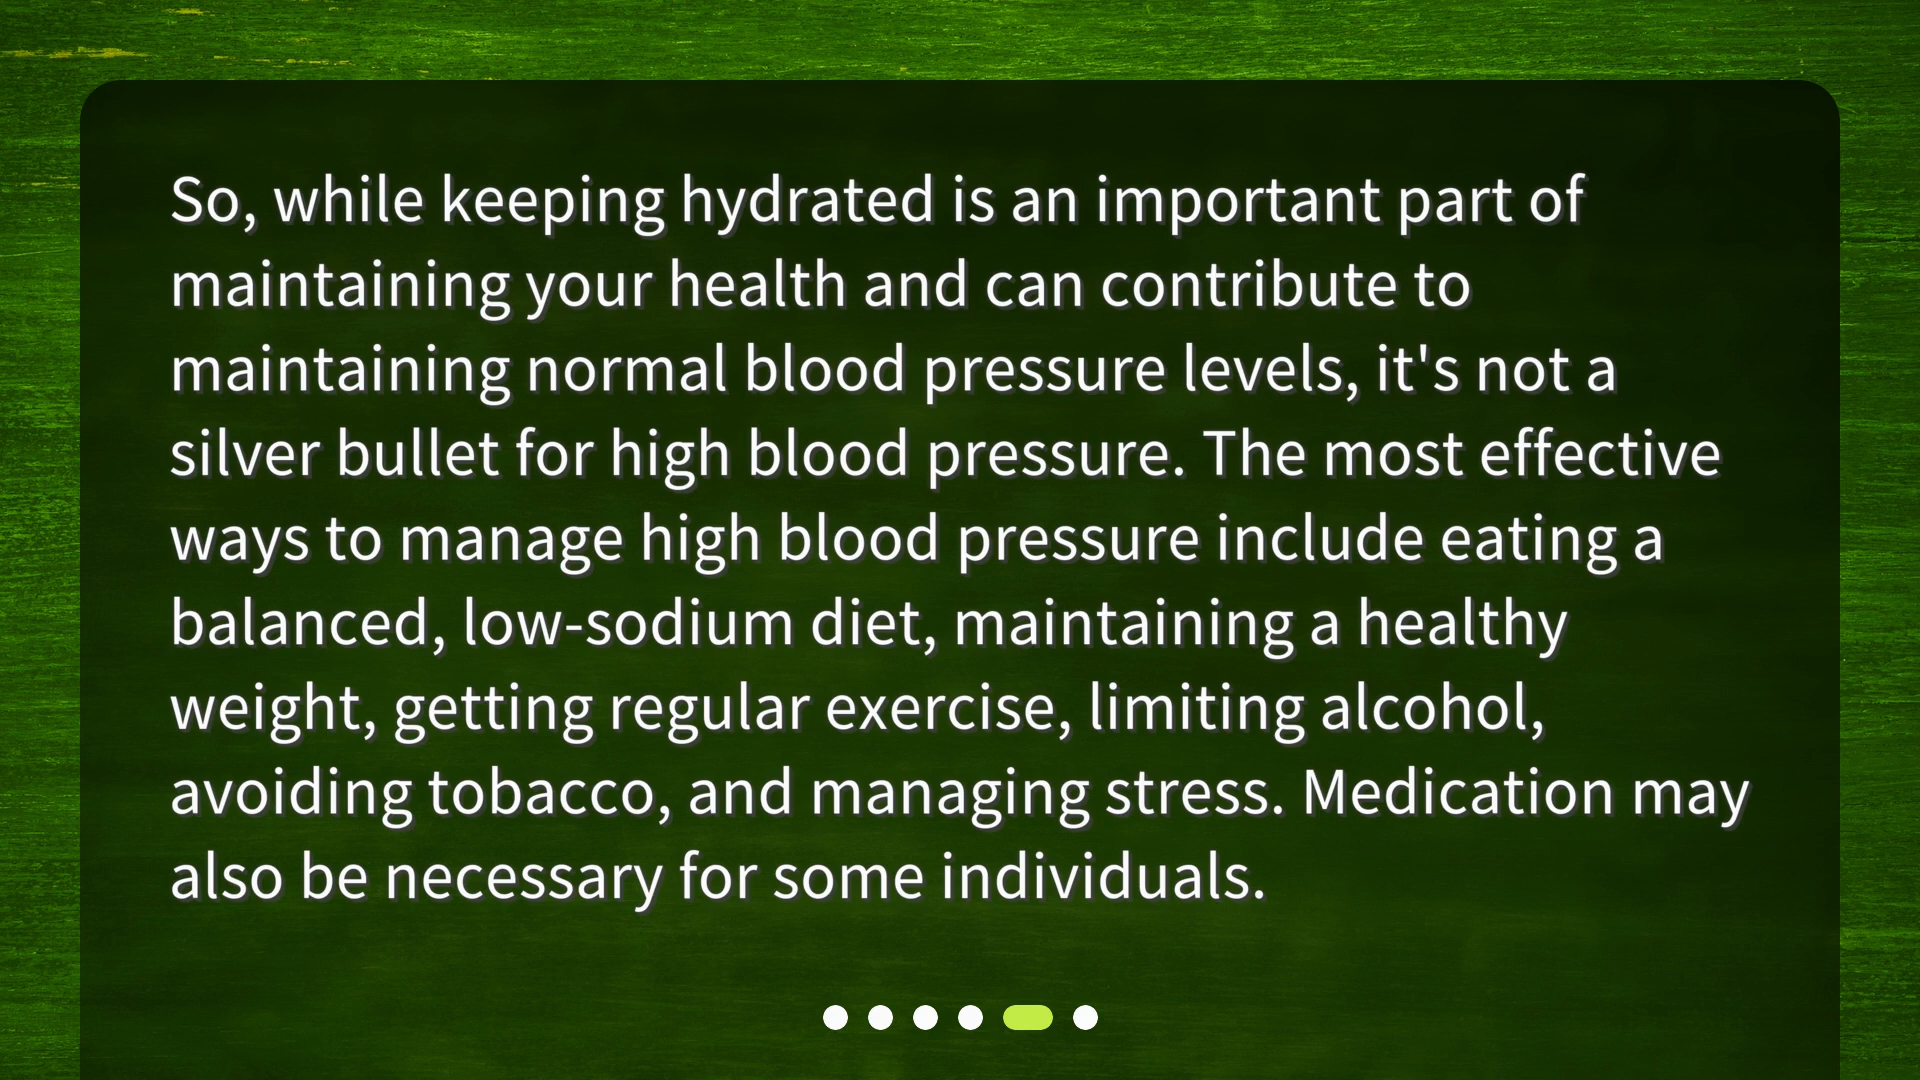 So, while keeping hydrated is an important part of
maintaining your health and can contribute to
maintaining normal blood pressure levels, it's not a
silver bullet for high blood pressure. The most effective
ways to manage high blood pressure include eating a
balanced, low-sodium diet, maintaining a healthy
weight, getting regular exercise, limiting alcohol,
avoiding tobacco, and managing stress. Medication may
also be necessary for some individuals.